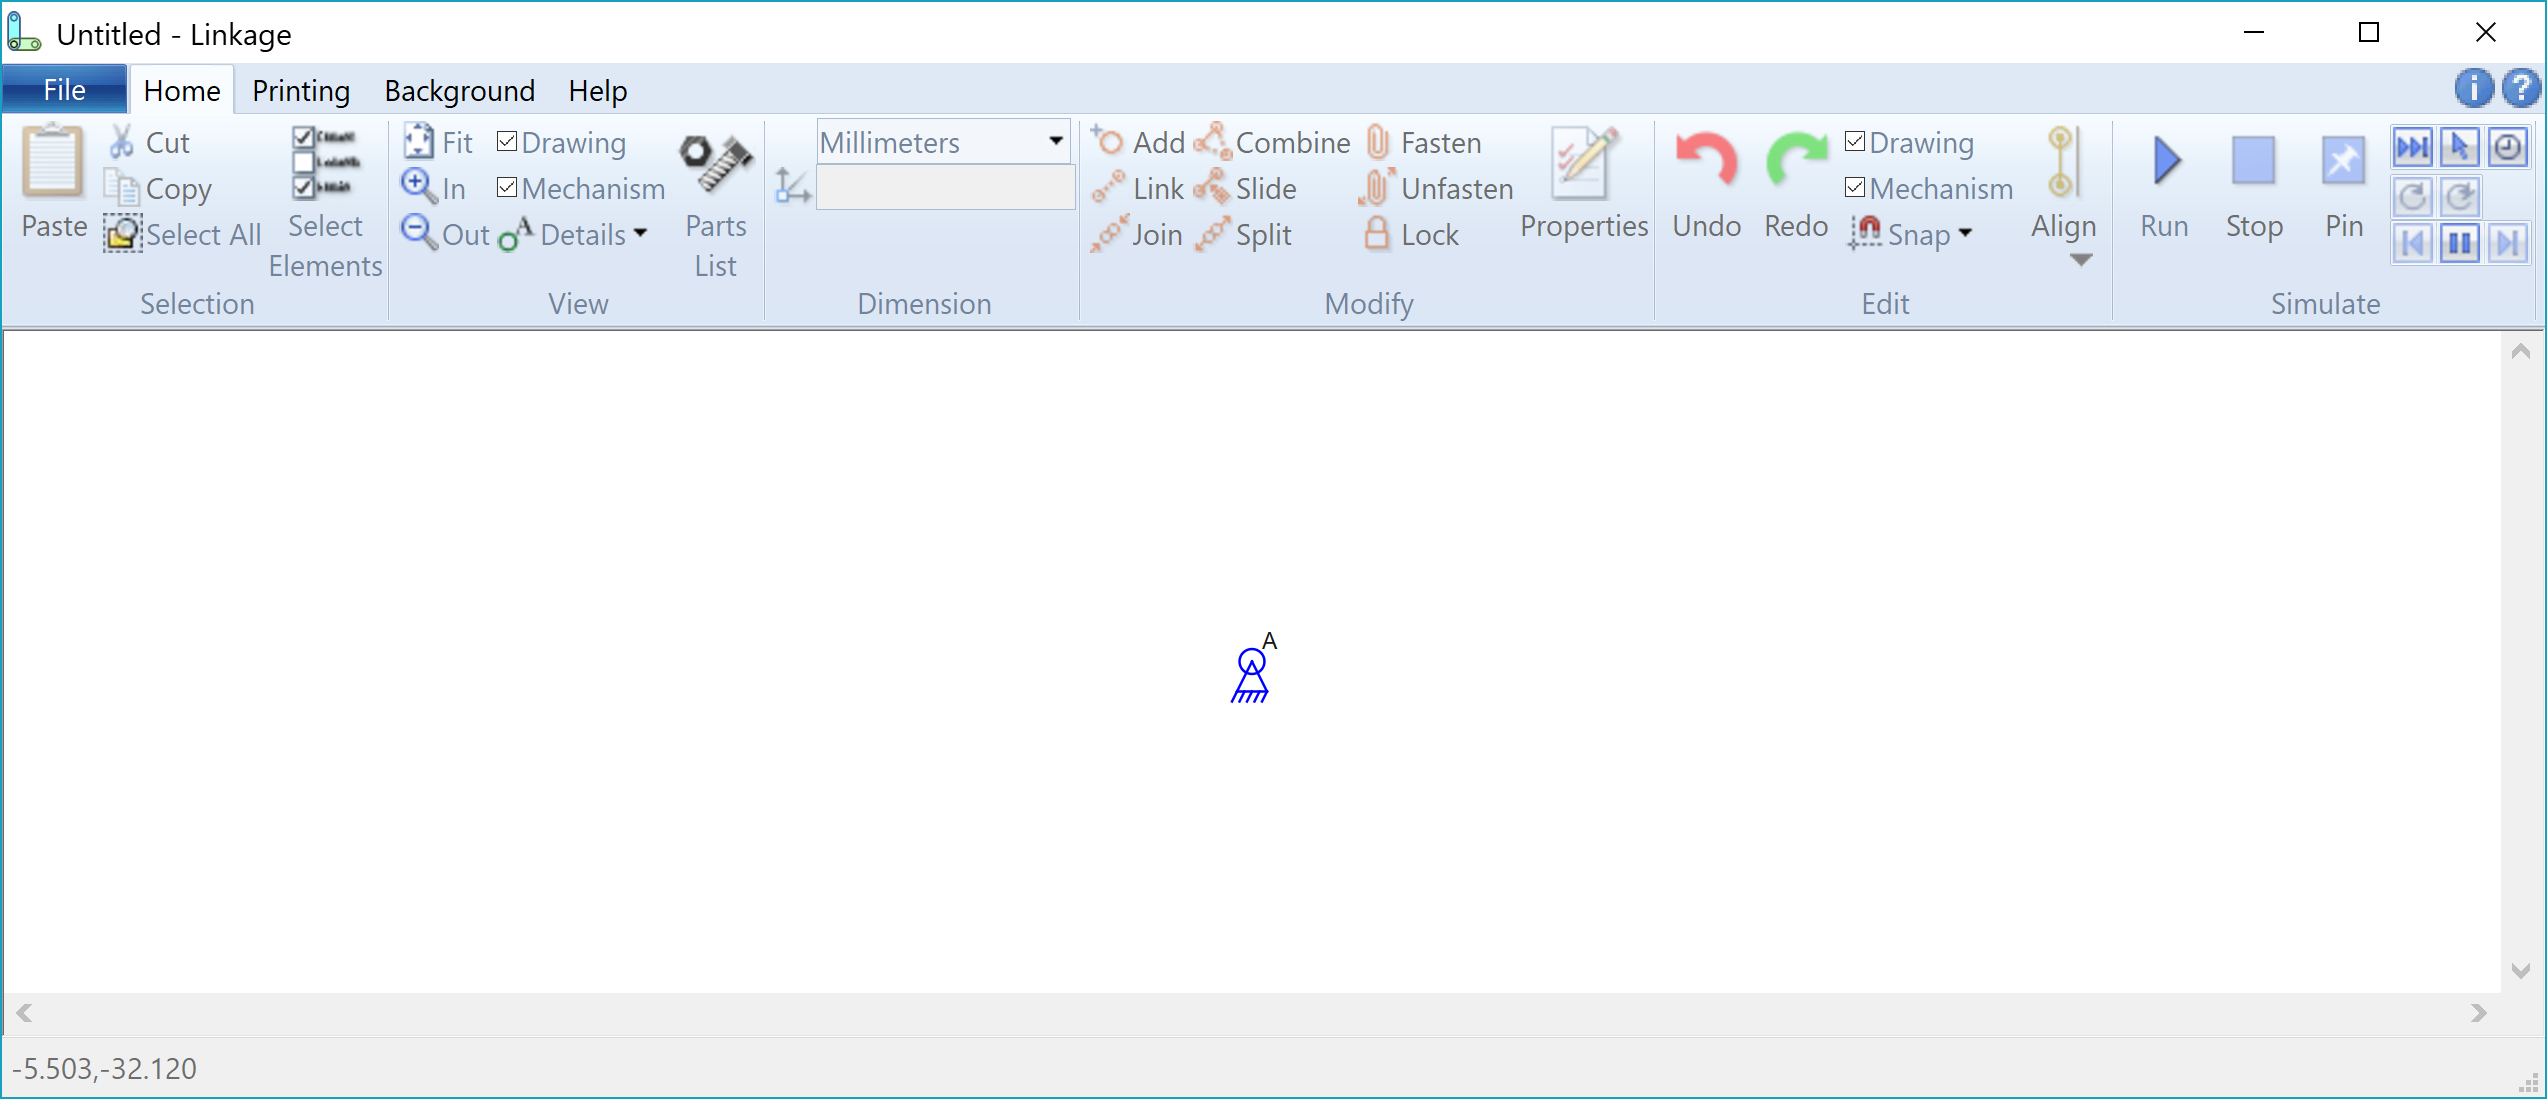 Untitled - Linkage
File Home Printing Background Help
Paste
Cut
Copy
Select All
Select
Elements
Selection
Fit
In
Out
Drawing
Mechanism
Details
Parts
List
View
Millimeters
Dimension
Add
Link
Join
Combine
Slide
Split
Fasten
Unfasten
Lock
Properties
Modify
Undo
Redo
Drawing
Mechanism
Snap
Align
Edit
Run
Stop
Pin
Simulate
A
-5.503,-32.120